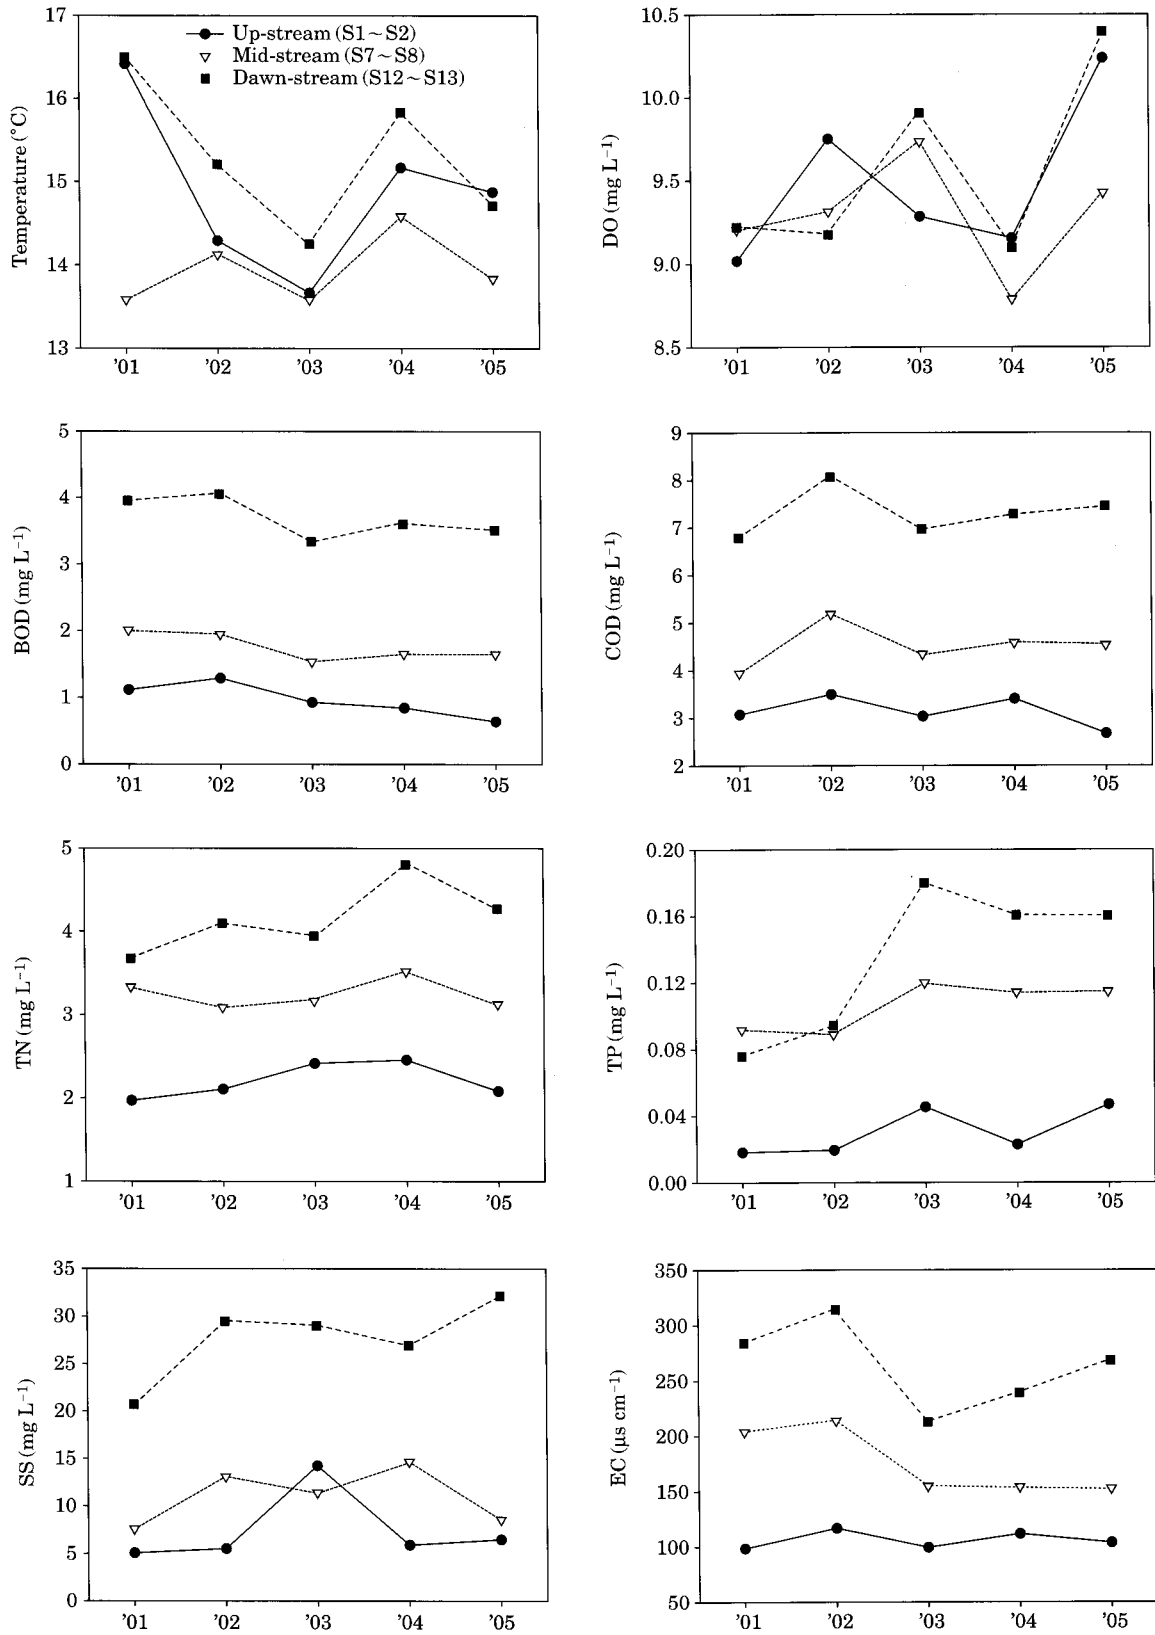 Up-stream (S1~S2)
Mid-stream (S7~S8)
Dawn-stream (S12~S13)
Temperature (°C)
17
16
15
14
13
'01 '02 '03 '04 '05
DO (mg L⁻¹)
10.5
10.0
9.5
9.0
8.5
'01 '02 '03 '04 '05
BOD (mg L⁻¹)
5
4
3
2
1
0
'01 '02 '03 '04 '05
COD (mg L⁻¹)
9
8
7
6
5
4
3
2
'01 '02 '03 '04 '05
TN (mg L⁻¹)
5
4
3
2
1
'01 '02 '03 '04 '05
TP (mg L⁻¹)
0.20
0.16
0.12
0.08
0.04
0.00
'01 '02 '03 '04 '05
SS (mg L⁻¹)
35
30
25
20
15
10
5
0
'01 '02 '03 '04 '05
EC (µs cm⁻¹)
350
300
250
200
150
100
50
'01 '02 '03 '04 '05